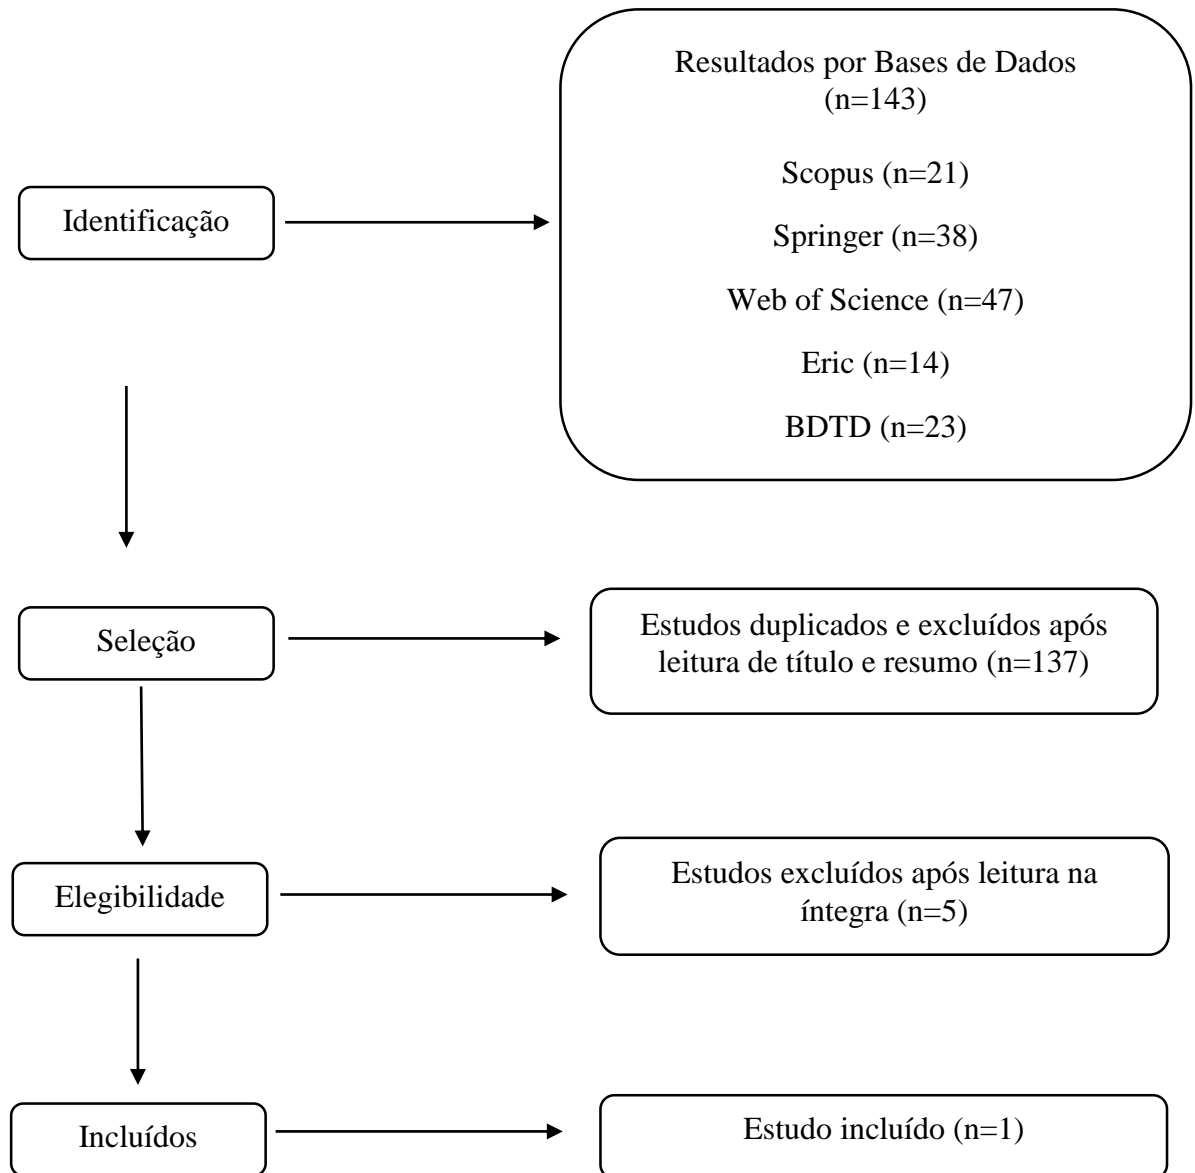 Resultados por Bases de Dados
(n=143)
Scopus (n=21)
Identificação
Springer (n=38)
Web of Science (n=47)
Eric (n=14)
BDTD (n=23)
Seleção
Estudos duplicados e excluídos após
leitura de título e resumo (n=137)
Elegibilidade
Estudos excluídos após leitura na
íntegra (n=5)
Incluídos
Estudo incluído (n=1)